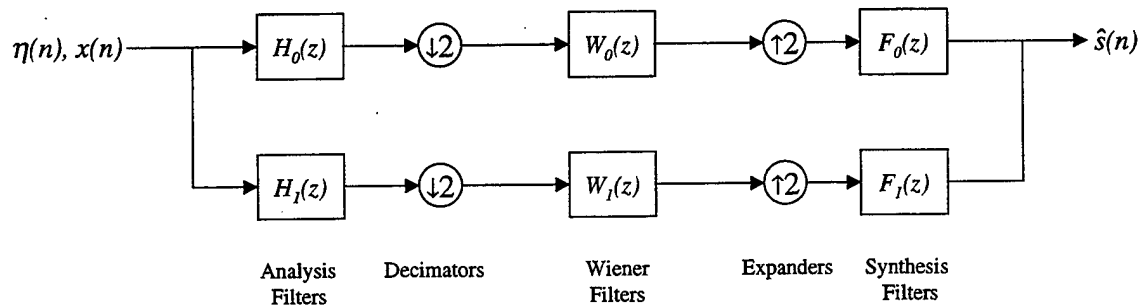 η(n), x(n) H₀(z) ↓2 W₀(z) ↑2 F₀(z) ŝ(n)
H₁(z) ↓2 W₁(z) ↑2 F₁(z)
Analysis Decimators Wiener Expanders Synthesis
Filters Filters Filters